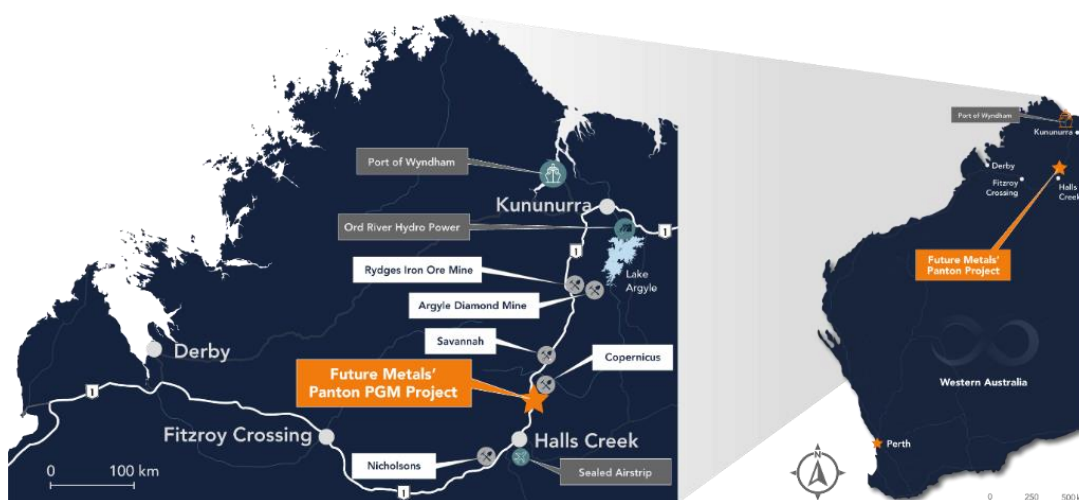 Port of Wyndham
Kununurra
Ord River Hydro Power
1
1
Lake
Argyle
Rydges Iron Ore Mine
Argyle Diamond Mine
Savannah
Copernicus
Derby
Future Metals'
Panton PGM Project
1
Fitzroy Crossing
Halls Creek
Nicholsons
Sealed Airstrip
1
0 100 km
Port of Wyndham
Kununurra
Derby
Fitzroy
Crossing
Halls
Creek
Future Metals'
Panton Project
Western Australia
Perth
N
0 250 500